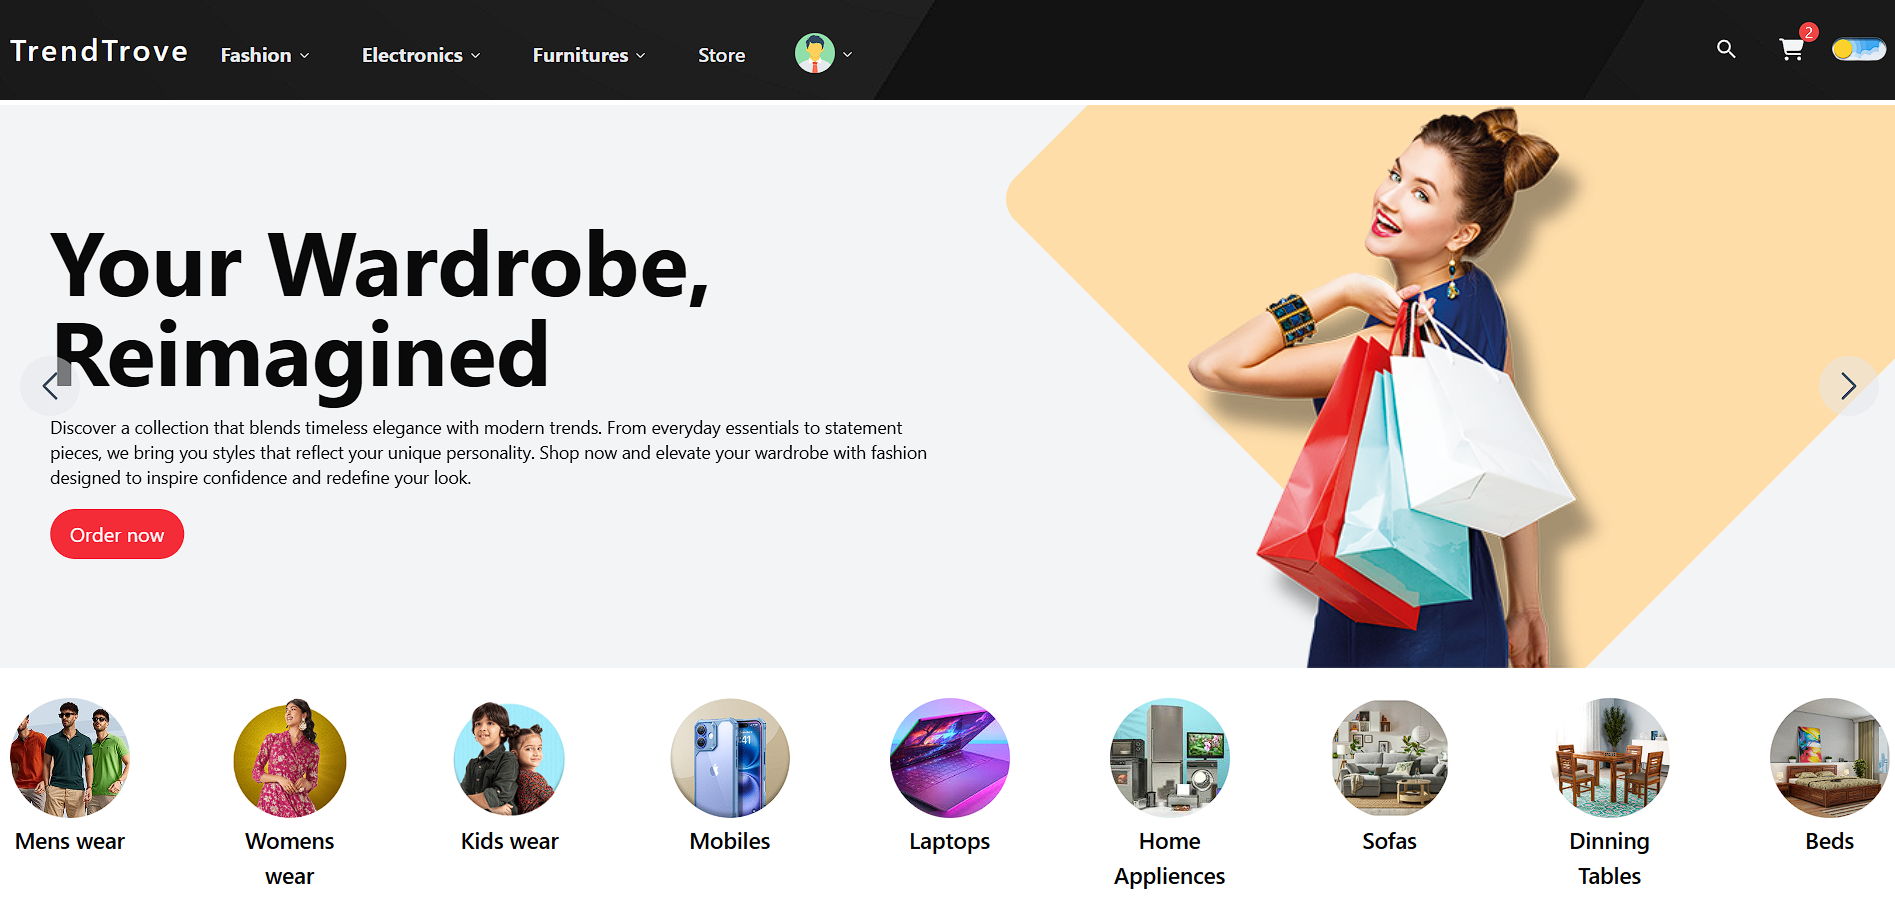 TrendTrove
Fashion
Electronics
Furnitures
Store
2
Your Wardrobe,
Reimagined
Discover a collection that blends timeless elegance with modern trends. From everyday essentials to statement
pieces, we bring you styles that reflect your unique personality. Shop now and elevate your wardrobe with fashion
designed to inspire confidence and redefine your look.
Order now
:41
Mens wear
Womens
wear
Kids wear
Mobiles
Laptops
Home
Appliences
Sofas
Dinning
Tables
Beds